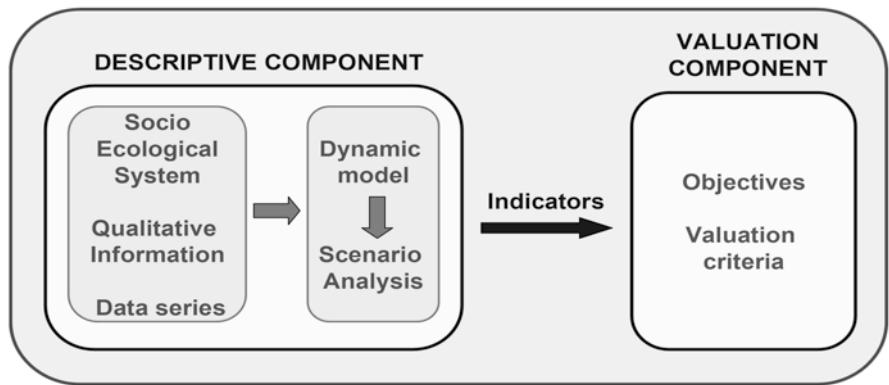 DESCRIPTIVE COMPONENT
Socio
Ecological
System
Qualitative
Information
Data series
Dynamic
model
Scenario
Analysis
Indicators
VALUATION
COMPONENT
Objectives
Valuation
criteria